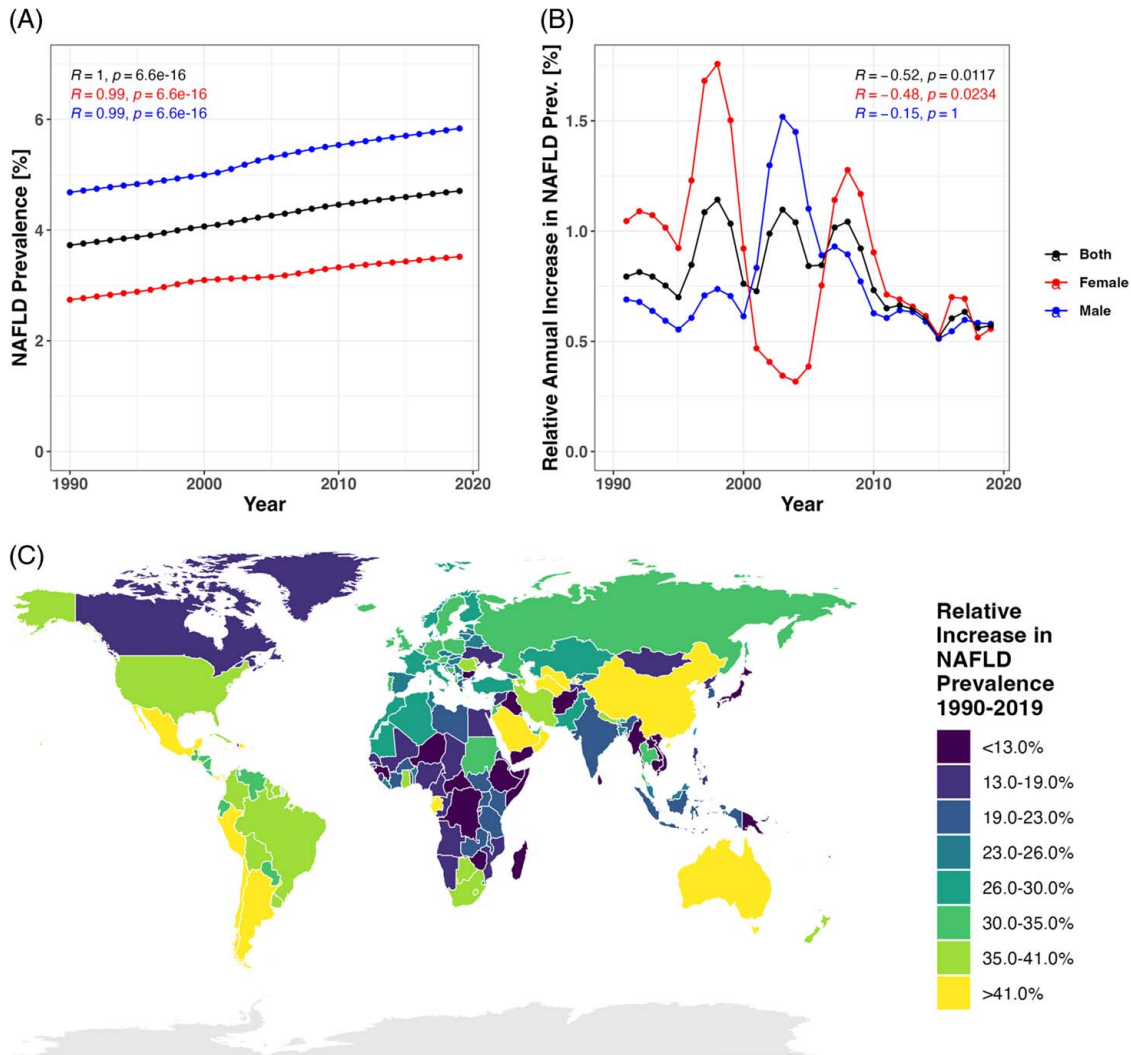 (A)
R = 1, p = 6.6e-16
R = 0.99, p = 6.6e-16
R = 0.99, p = 6.6e-16
NAFLD Prevalence [%]
6
4
2
0
1990 2000 2010 2020
Year
(B)
R = −0.52, p = 0.0117
R = −0.48, p = 0.0234
R = −0.15, p = 1
Relative Annual Increase in NAFLD Prev. [%]
1.5
1.0
0.5
0.0
1990 2000 2010 2020
Year
Both
Female
Male
(C)
Relative
Increase in
NAFLD
Prevalence
1990-2019
<13.0%
13.0-19.0%
19.0-23.0%
23.0-26.0%
26.0-30.0%
30.0-35.0%
35.0-41.0%
>41.0%